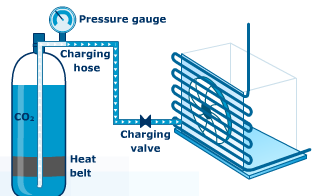 Pressure gauge
Charging
hose
CO₂
Charging
valve
Heat
belt